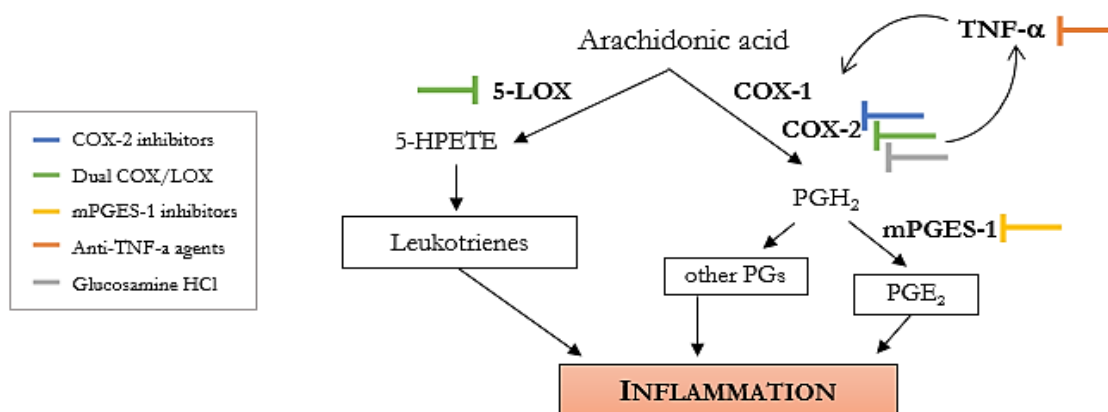 TNF-α
Arachidonic acid
5-LOX
COX-1
COX-2
COX-2 inhibitors
Dual COX/LOX
mPGES-1 inhibitors
Anti-TNF-a agents
Glucosamine HCl
5-HPETE
PGH₂
mPGES-1
Leukotrienes
other PGs
PGE₂
INFLAMMATION